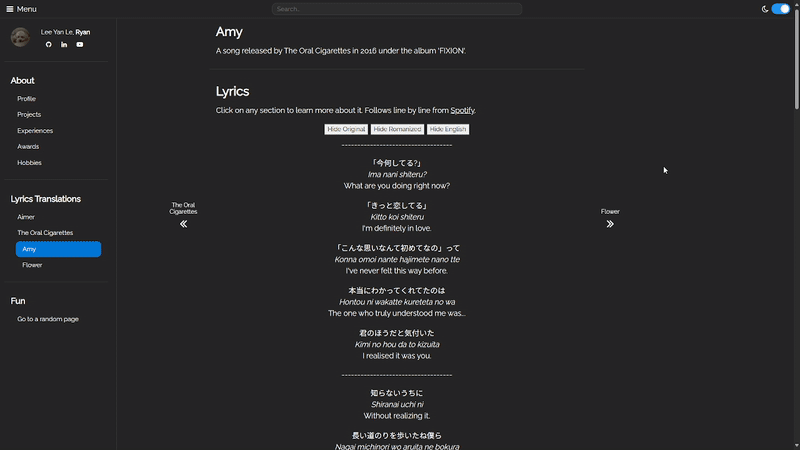 Menu
Search...
Lee Yan Le, Ryan
About
Profile
Projects
Experiences
Awards
Hobbies
Lyrics Translations
Aimer
The Oral Cigarettes
Amy
Flower
Fun
Go to a random page
The Oral
Cigarettes
Amy
A song released by The Oral Cigarettes in 2016 under the album 'FIXION'.
Lyrics
Click on any section to learn more about it. Follows line by line from Spotify.
Hide Original Hide Romanized Hide English
-----------------------------------
「今何してる?」
Ima nani shiteru?
What are you doing right now?
「きっと恋してる」
Kitto koi shiteru
I'm definitely in love.
「こんな思いなんて初めてなの」って
Konna omoi nante hajimete nano tte
I've never felt this way before.
本当にわかってくれてたのは
Hontou ni wakatte kureteta no wa
The one who truly understood me was...
君のほうだと気付いた
Kimi no hou da to kizuita
I realised it was you.
-----------------------------------
知らないうちに
Shiranai uchi ni
Without realizing it.
長い道のりを歩いたね僕ら
Nagai michinori wo aruita ne bokura
Flower